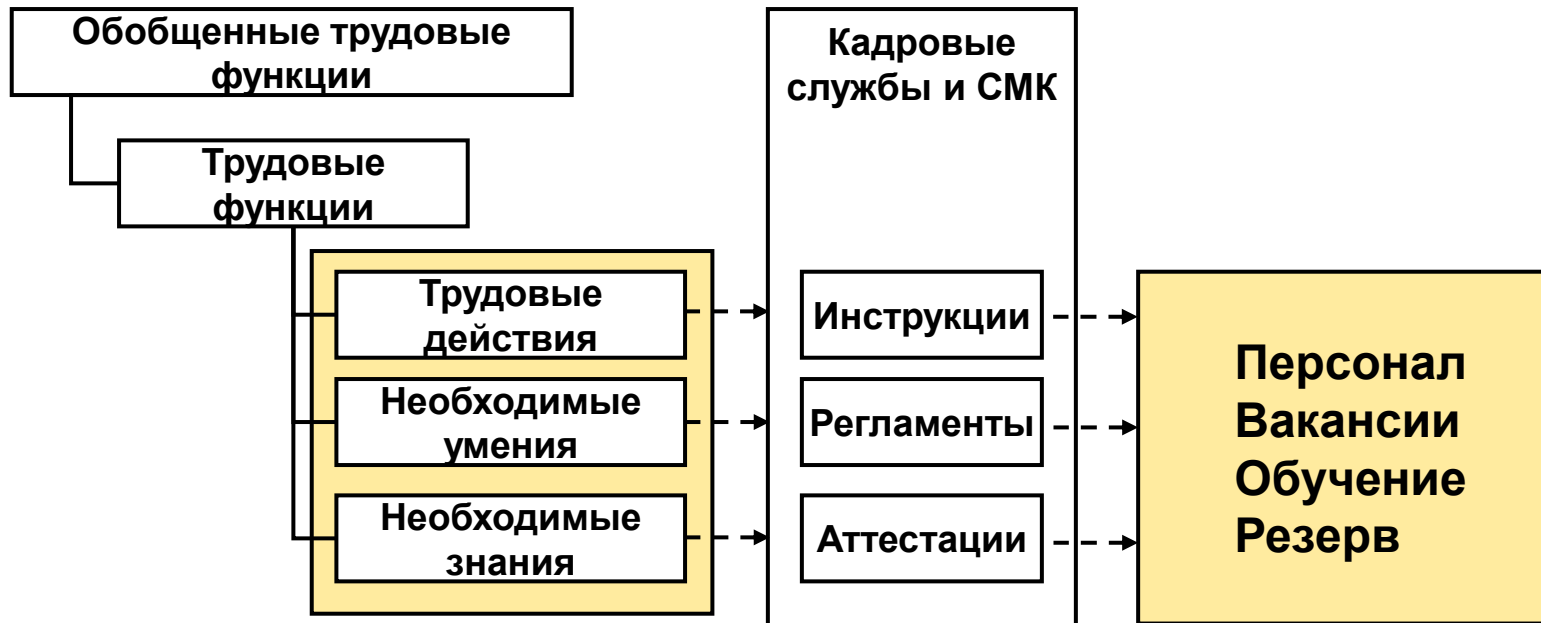 Обобщенные трудовые
функции
Трудовые
функции
Трудовые
действия
Необходимые
умения
Необходимые
знания
Кадровые
службы и СМК
Инструкции
Регламенты
Аттестации
Персонал
Вакансии
Обучение
Резерв